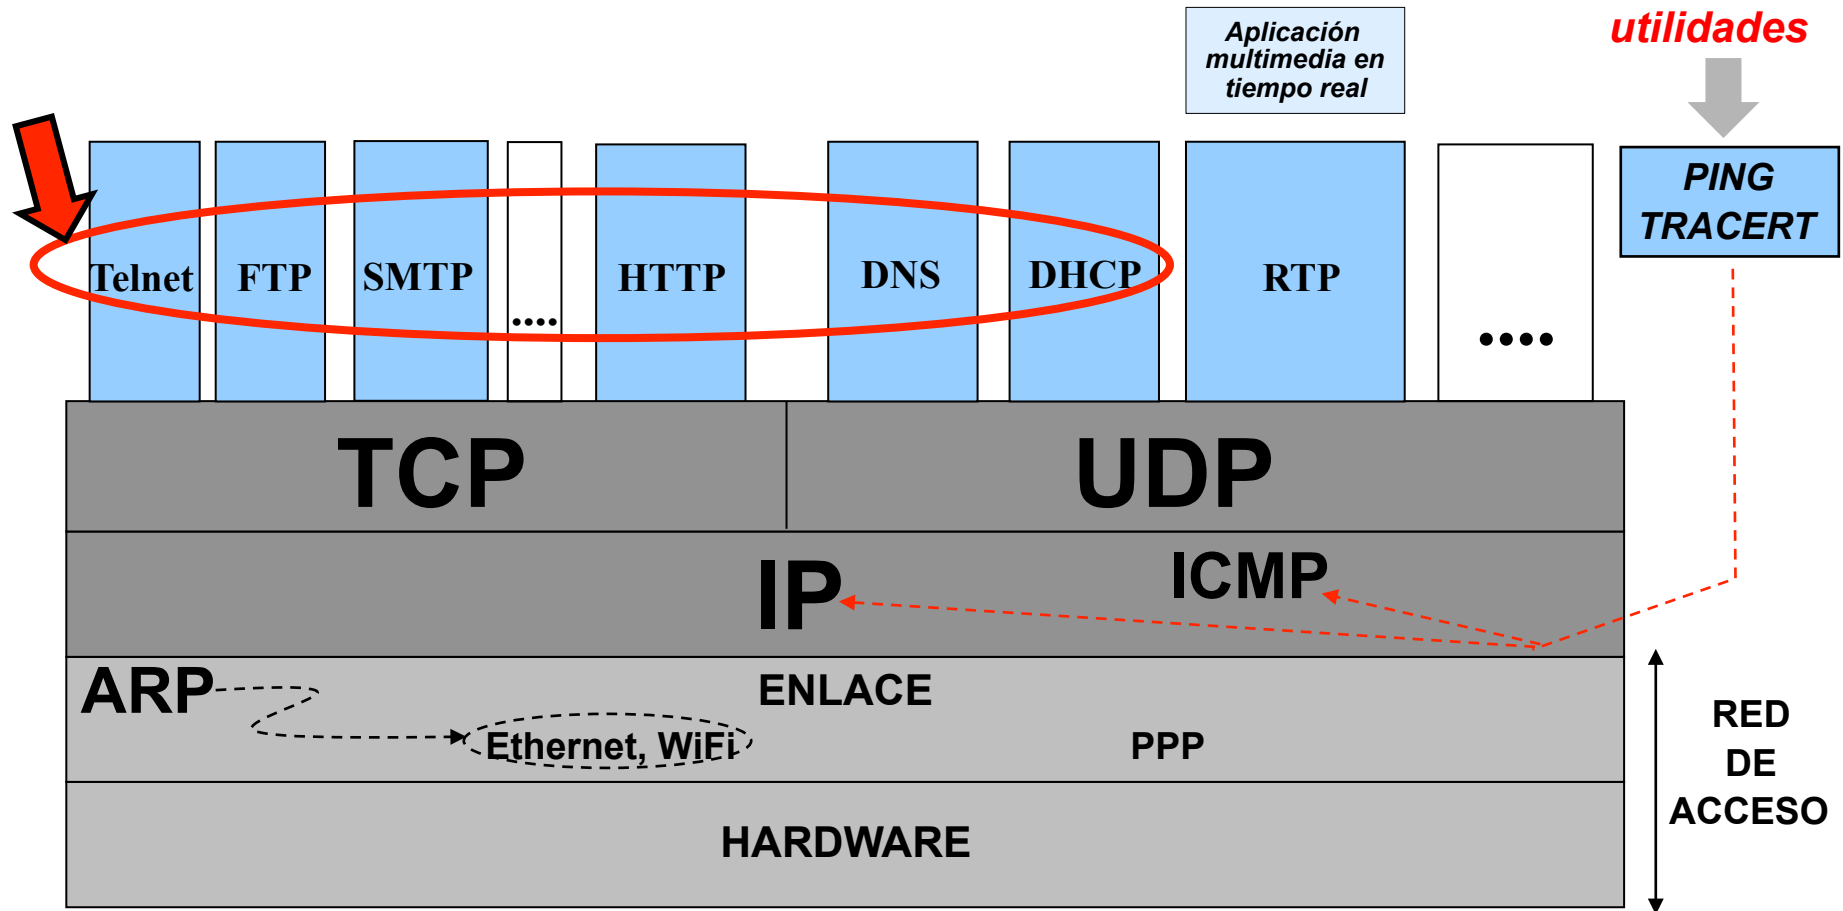 Aplicación
multimedia en
tiempo real
utilidades
PING
TRACERT
Telnet
FTP
SMTP
....
HTTP
DNS
DHCP
RTP
....
TCP
UDP
IP
ICMP
ARP
ENLACE
Ethernet, WiFi
PPP
RED
DE
ACCESO
HARDWARE